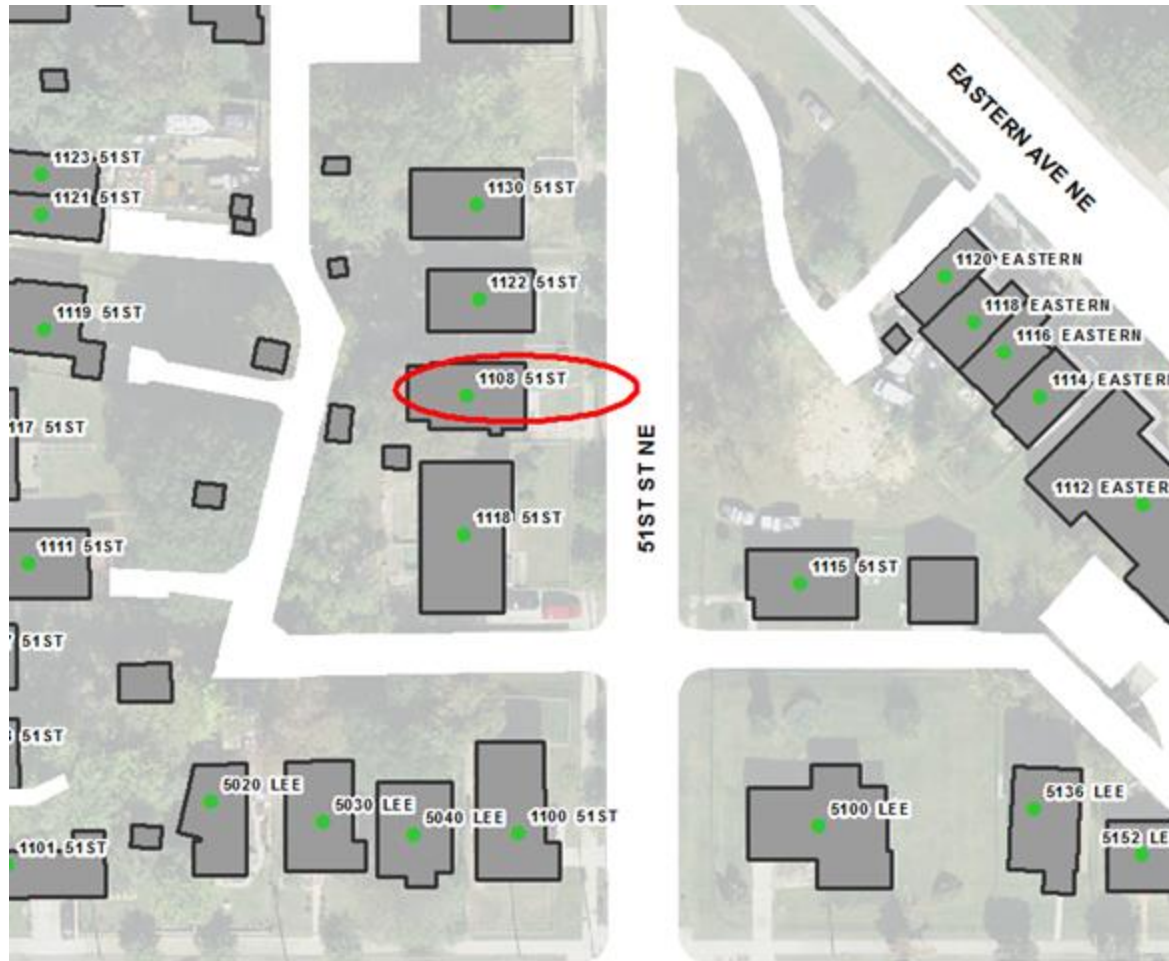 EASTERN AVE NE
1123 51ST
1121 51ST
1130 51ST
1120 EASTERN
1122 51ST
1118 EASTERN
1119 51ST
1116 EASTERN
1108 51ST
1114 EASTERN
117 51ST
1112 EASTER
51ST ST NE
1118 51ST
1111 51ST
1115 51ST
51ST
51ST
5020 LEE
5030 LEE
5040 LEE
1100 51ST
5100 LEE
5136 LEE
5152 LE
1101 51ST